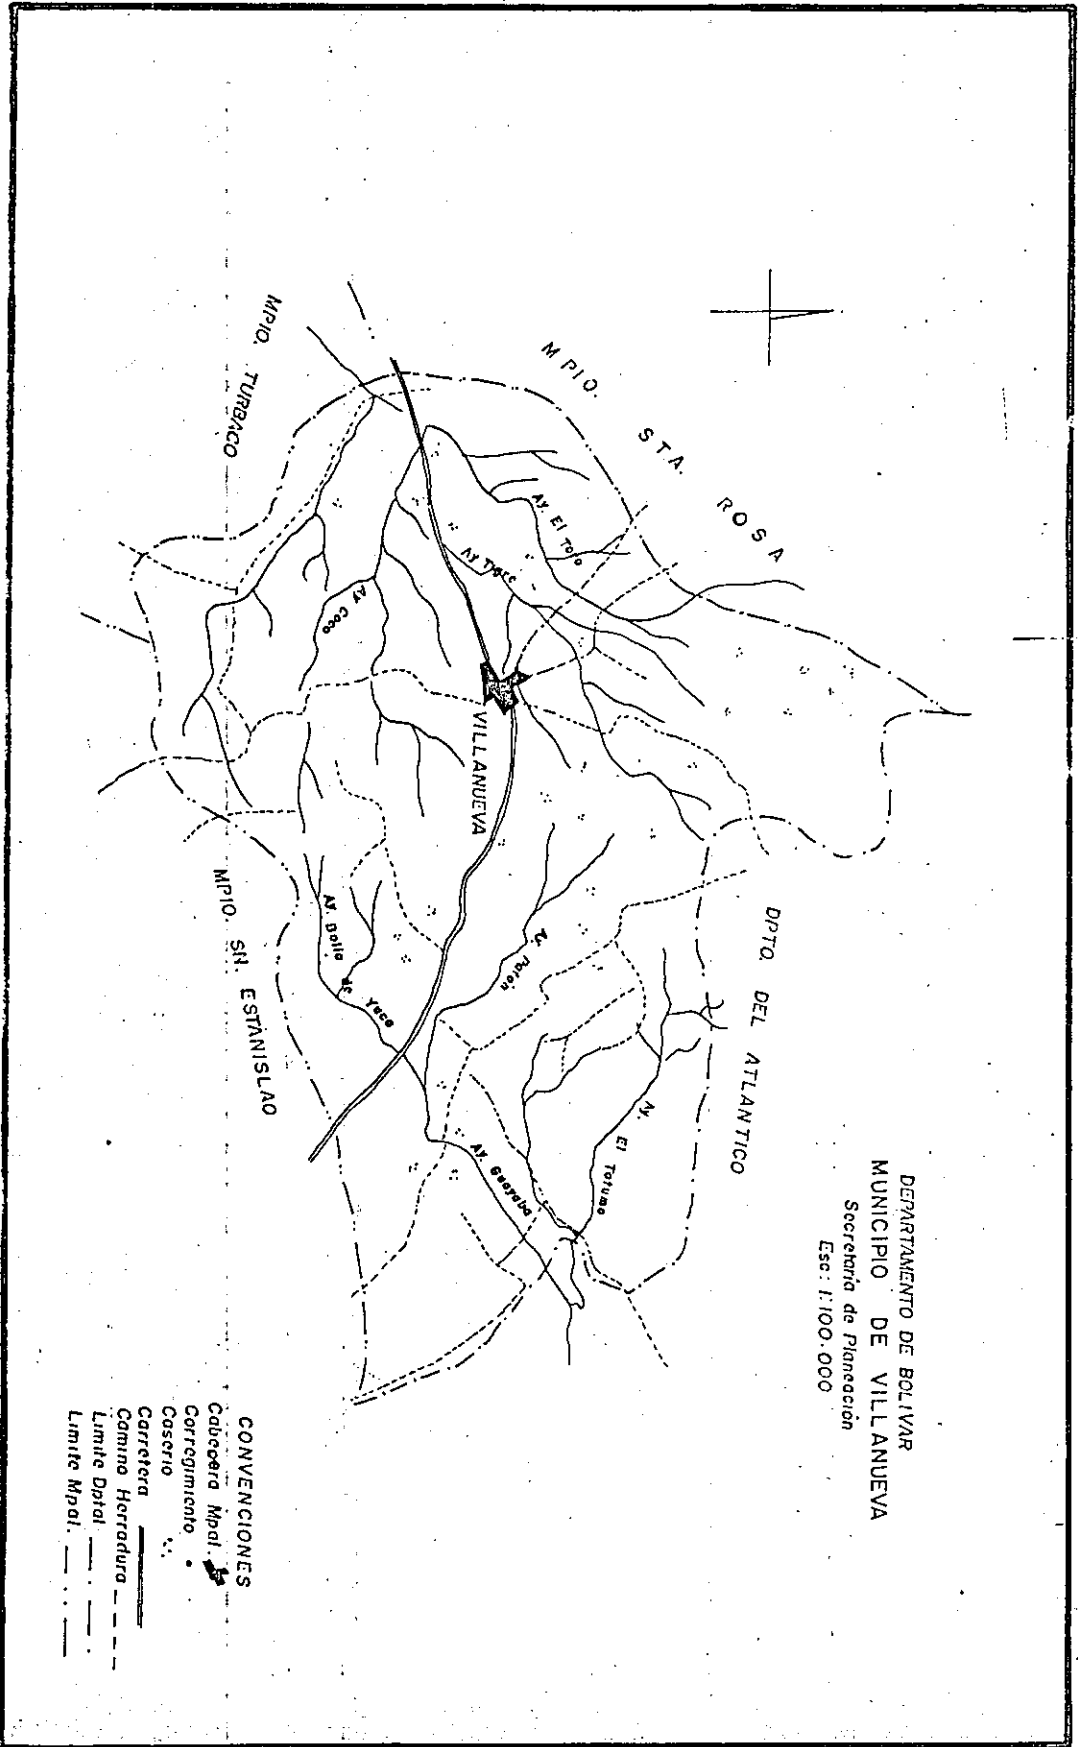 DEPARTAMENTO DE BOLIVAR
MUNICIPIO DE VILLANUEVA
Secretaría de Planeación
Esc: 1:100.000
MPIO. STA. ROSA
DPTO. DEL ATLANTICO
MPIO. TURBACO
MPIO. SN. ESTANISLAO
VILLANUEVA
Ay. El Toro
Ay Tigre
Ay Coco
Ay. Paton
Ay. El Totumo
Ay. Guayaba
Ay. de Yuca
CONVENCIONES
Cabecera Mpal.
Corregimiento
Caserio
Carretera
Camino Herradura
Limite Dptal
Limite Mpal.